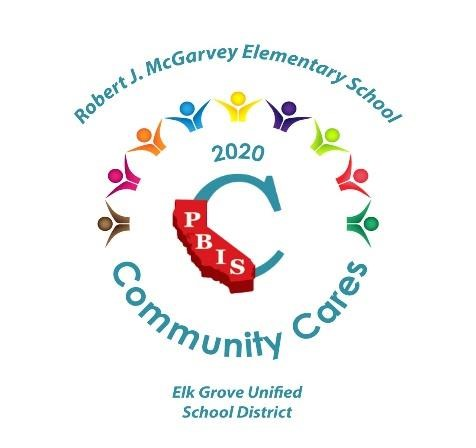 Robert J. McGarvey Elementary School
2020
C
PBIS
Community Cares
Elk Grove Unified
School District